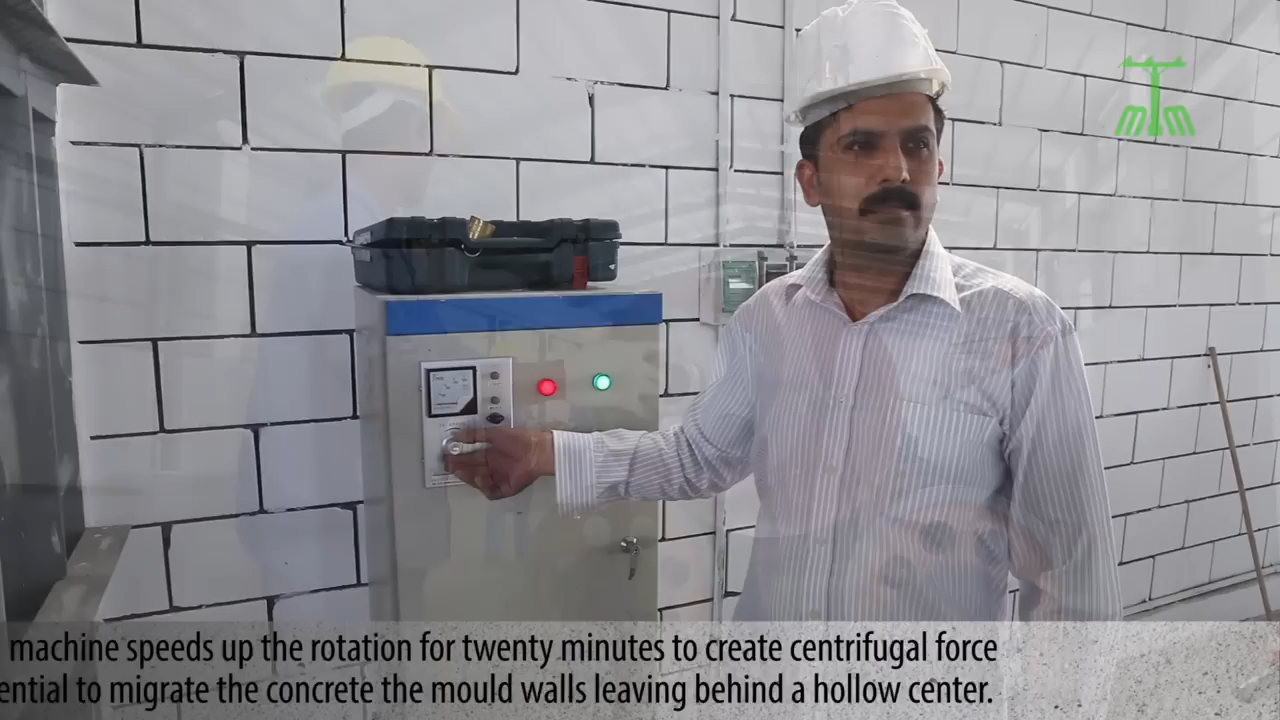 mtm
machine speeds up the rotation for twenty minutes to create centrifugal force
ential to migrate the concrete the mould walls leaving behind a hollow center.